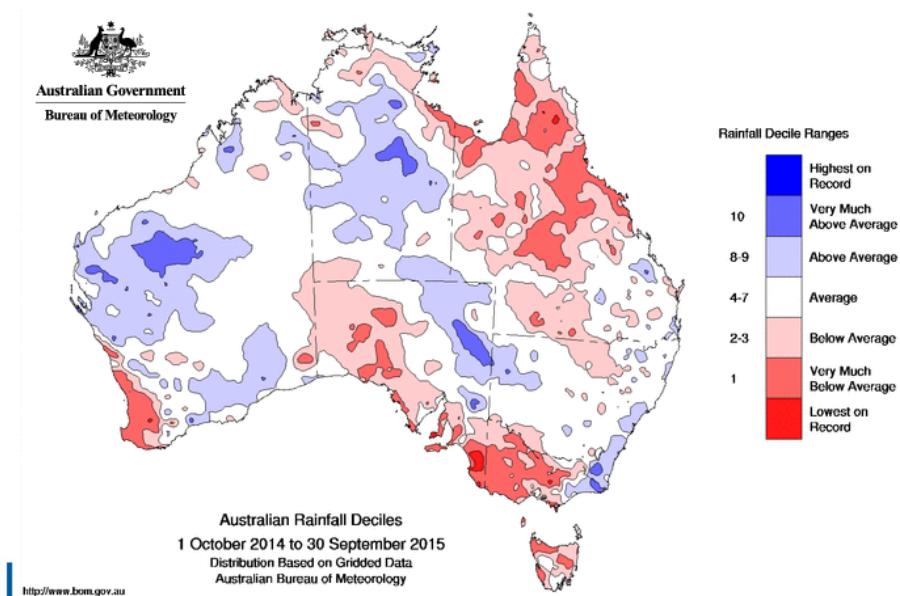 Australian Government
Bureau of Meteorology
Rainfall Decile Ranges
Highest on
Record
10
Very Much
Above Average
8-9
Above Average
4-7
Average
2-3
Below Average
1
Very Much
Below Average
Lowest on
Record
Australian Rainfall Deciles
1 October 2014 to 30 September 2015
Distribution Based on Gridded Data
Australian Bureau of Meteorology
http://www.bom.gov.au